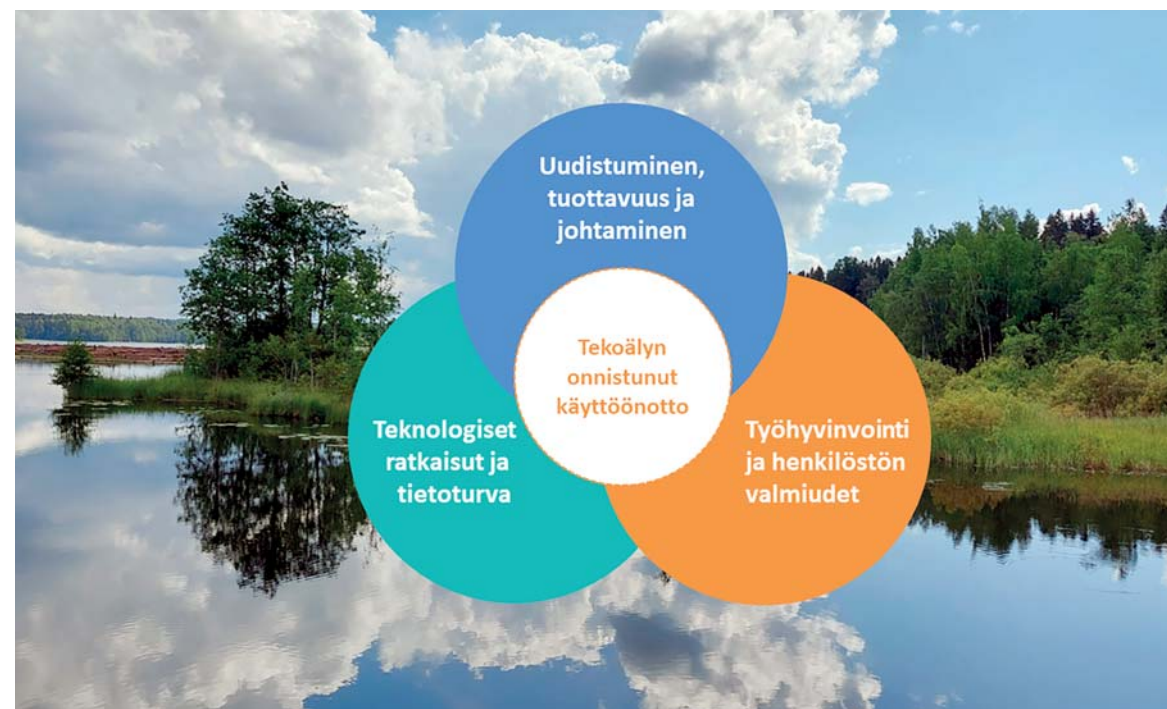 Uudistuminen,
tuottavuus ja
johtaminen
Tekoälyn
onnistunut
käyttöönotto
Teknologiset
ratkaisut ja
tietoturva
Työhyvinvointi
ja henkilöstön
valmiudet